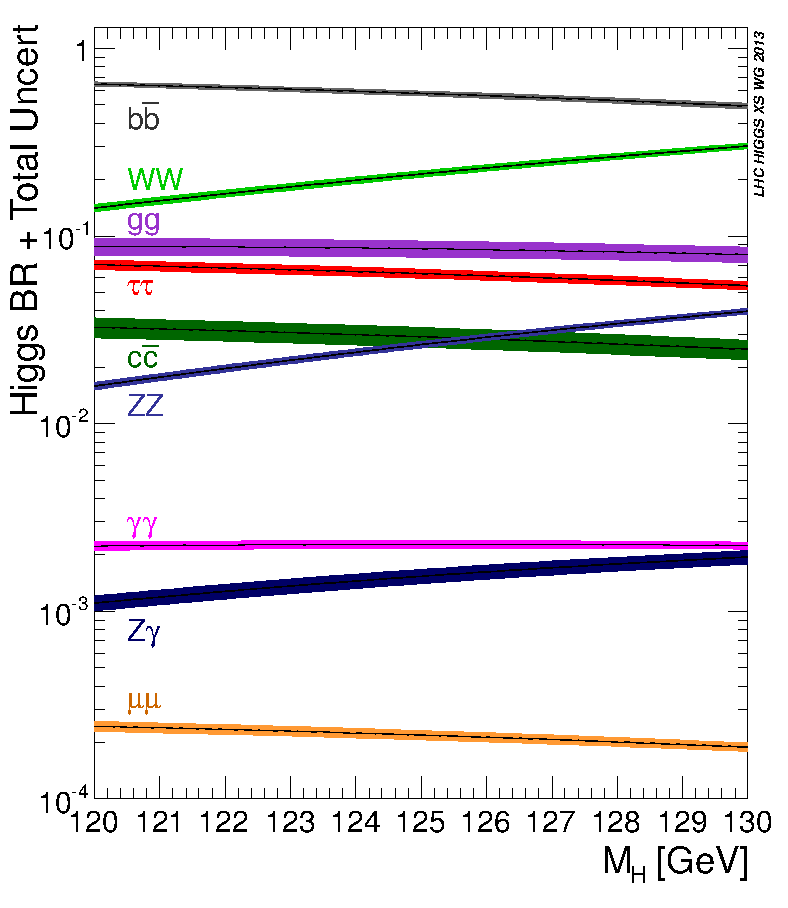 Higgs BR + Total Uncert
LHC HIGGS XS WG 2013
1
10⁻¹
10⁻²
10⁻³
10⁻⁴
bb̅
WW
gg
ττ
cc̅
ZZ
γγ
Zγ
μμ
120 121 122 123 124 125 126 127 128 129 130
M_H [GeV]